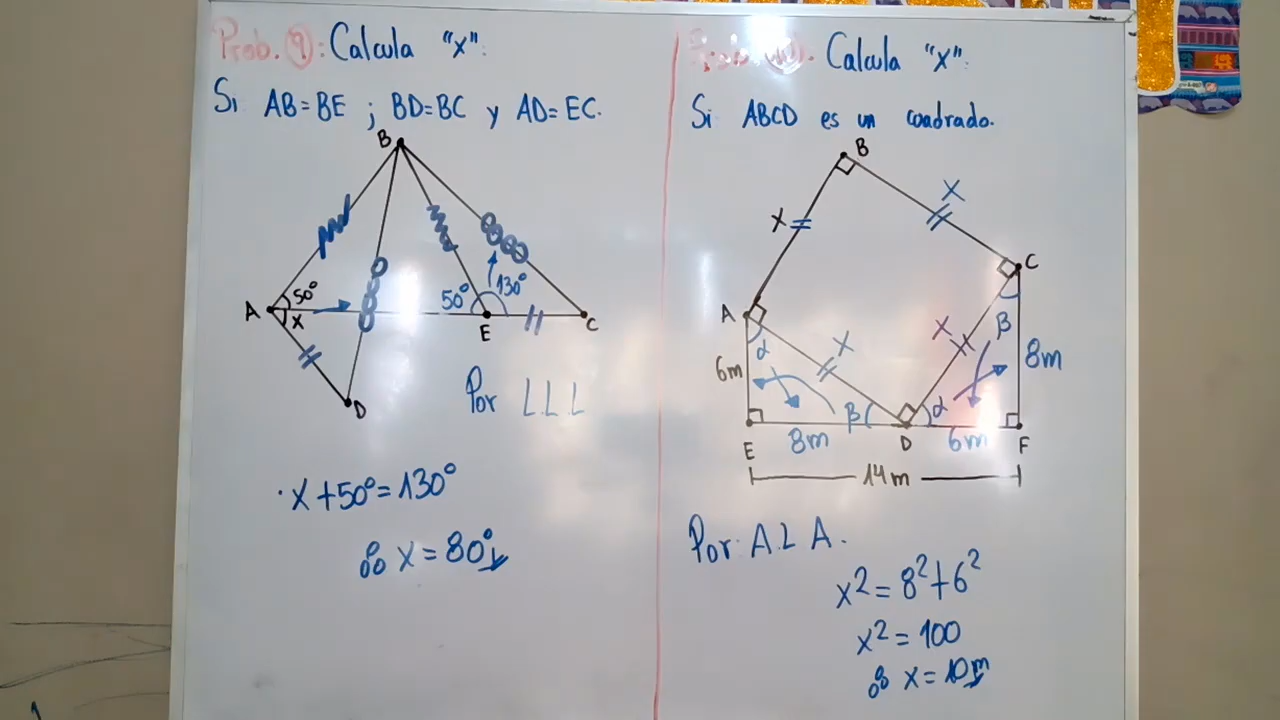 Prob. 9: Calcula "x":
Si AB=BE ; BD=BC y AD=EC.
B
50°
A
x
50°
130°
E
C
D
Por LLL
x+50°=130°
x=80°
Calcula "x":
Si ABCD es un cuadrado.
B
x
x
C
A
α
x
x
β
6m
8m
β
α
E
8m
D
6m
F
14m
Por A.L A.
x²=8²+6²
x²=100
x=10m